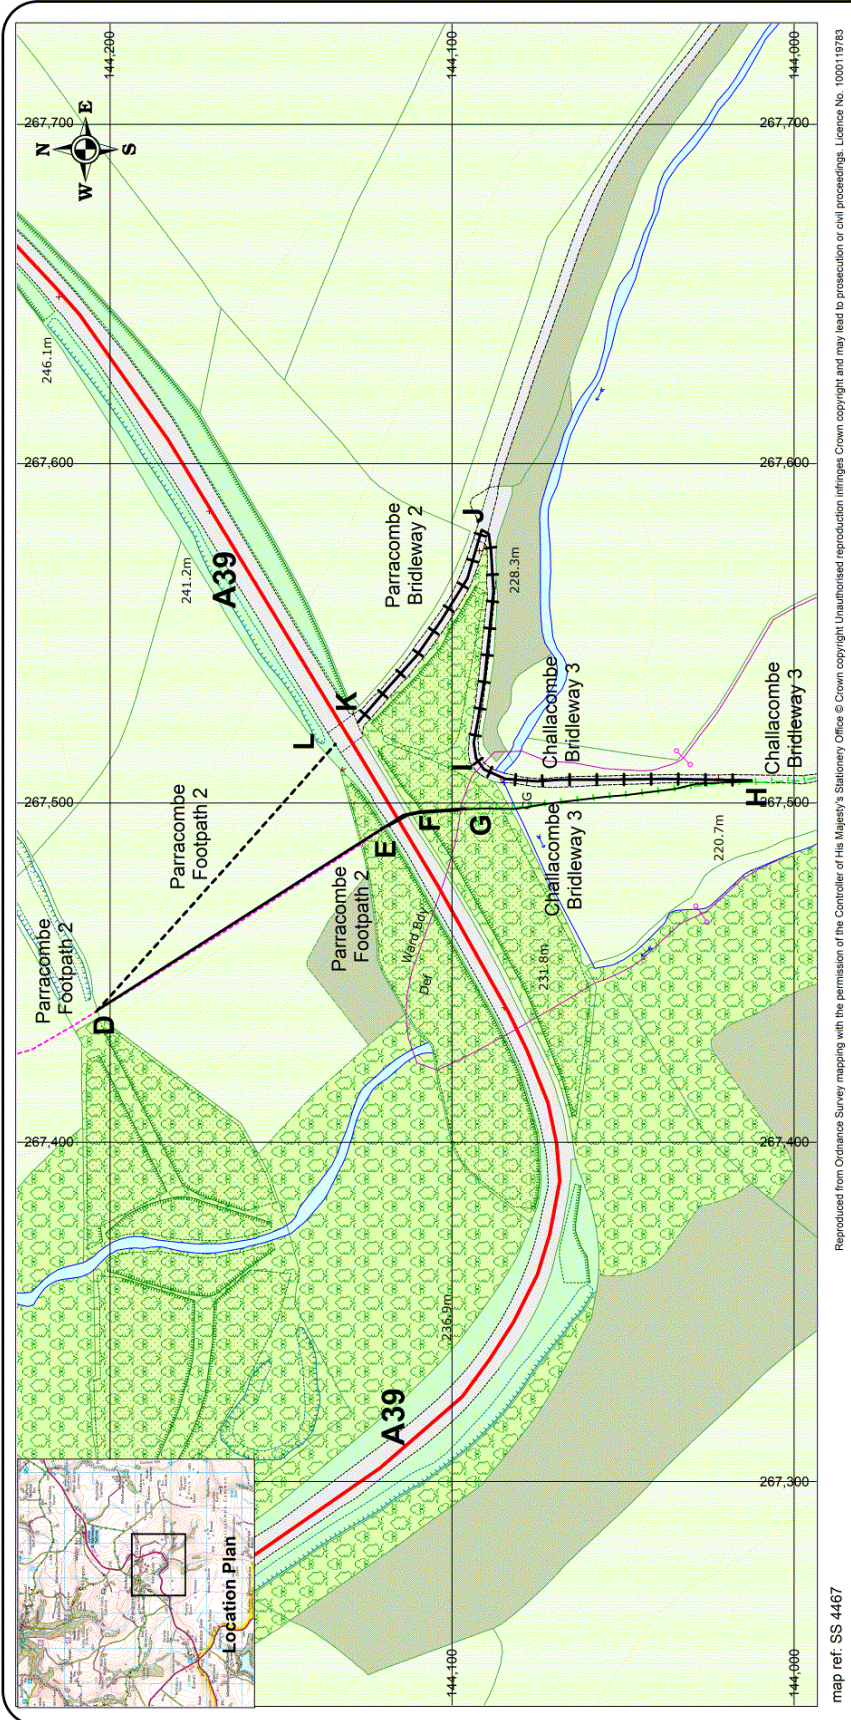 144,200
144,100
144,000
267,700
267,700
N
E
S
W
246.1m
267,600
267,600
241.2m
A39
Parracombe
Bridleway 2
J
228.3m
K
L
Parracombe
Footpath 2
I
Challacombe
Bridleway 3
Challacombe
Bridleway 3
267,500
267,500
E
F
G
CG
H
Challacombe
Bridleway 3
220.7m
Parracombe
Footpath 2
Parracombe
Footpath 2
D
Ward Bdy
Def
231.8m
267,400
267,400
236.9m
A39
267,300
267,300
Location Plan
144,100
144,000
map ref: SS 4467
Reproduced from Ordnance Survey mapping with the permission of the Controller of His Majesty's Stationery Office © Crown copyright Unauthorised reproduction infringes Crown copyright and may lead to prosecution or civil proceedings. Licence No. 1000119783